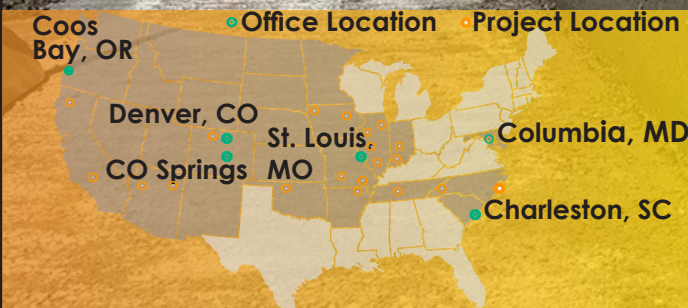 Office Location
Project Location
Coos
Bay, OR
Denver, CO
St. Louis,
MO
CO Springs
Columbia, MD
Charleston, SC